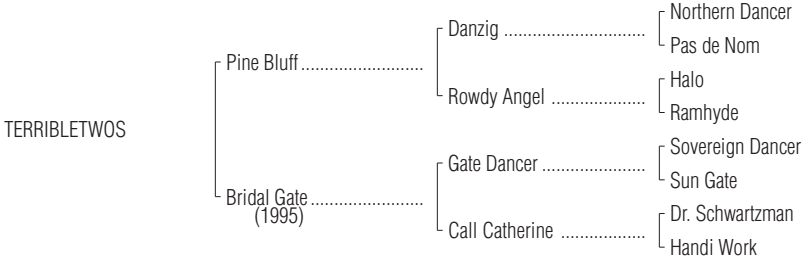 Northern Dancer
Danzig ..............................
Pas de Nom
Pine Bluff..........................
Halo
Rowdy Angel ....................
Ramhyde
TERRIBLETWOS
Sovereign Dancer
Gate Dancer ......................
Sun Gate
Bridal Gate........................
(1995)
Dr. Schwartzman
Call Catherine ..................
Handi Work